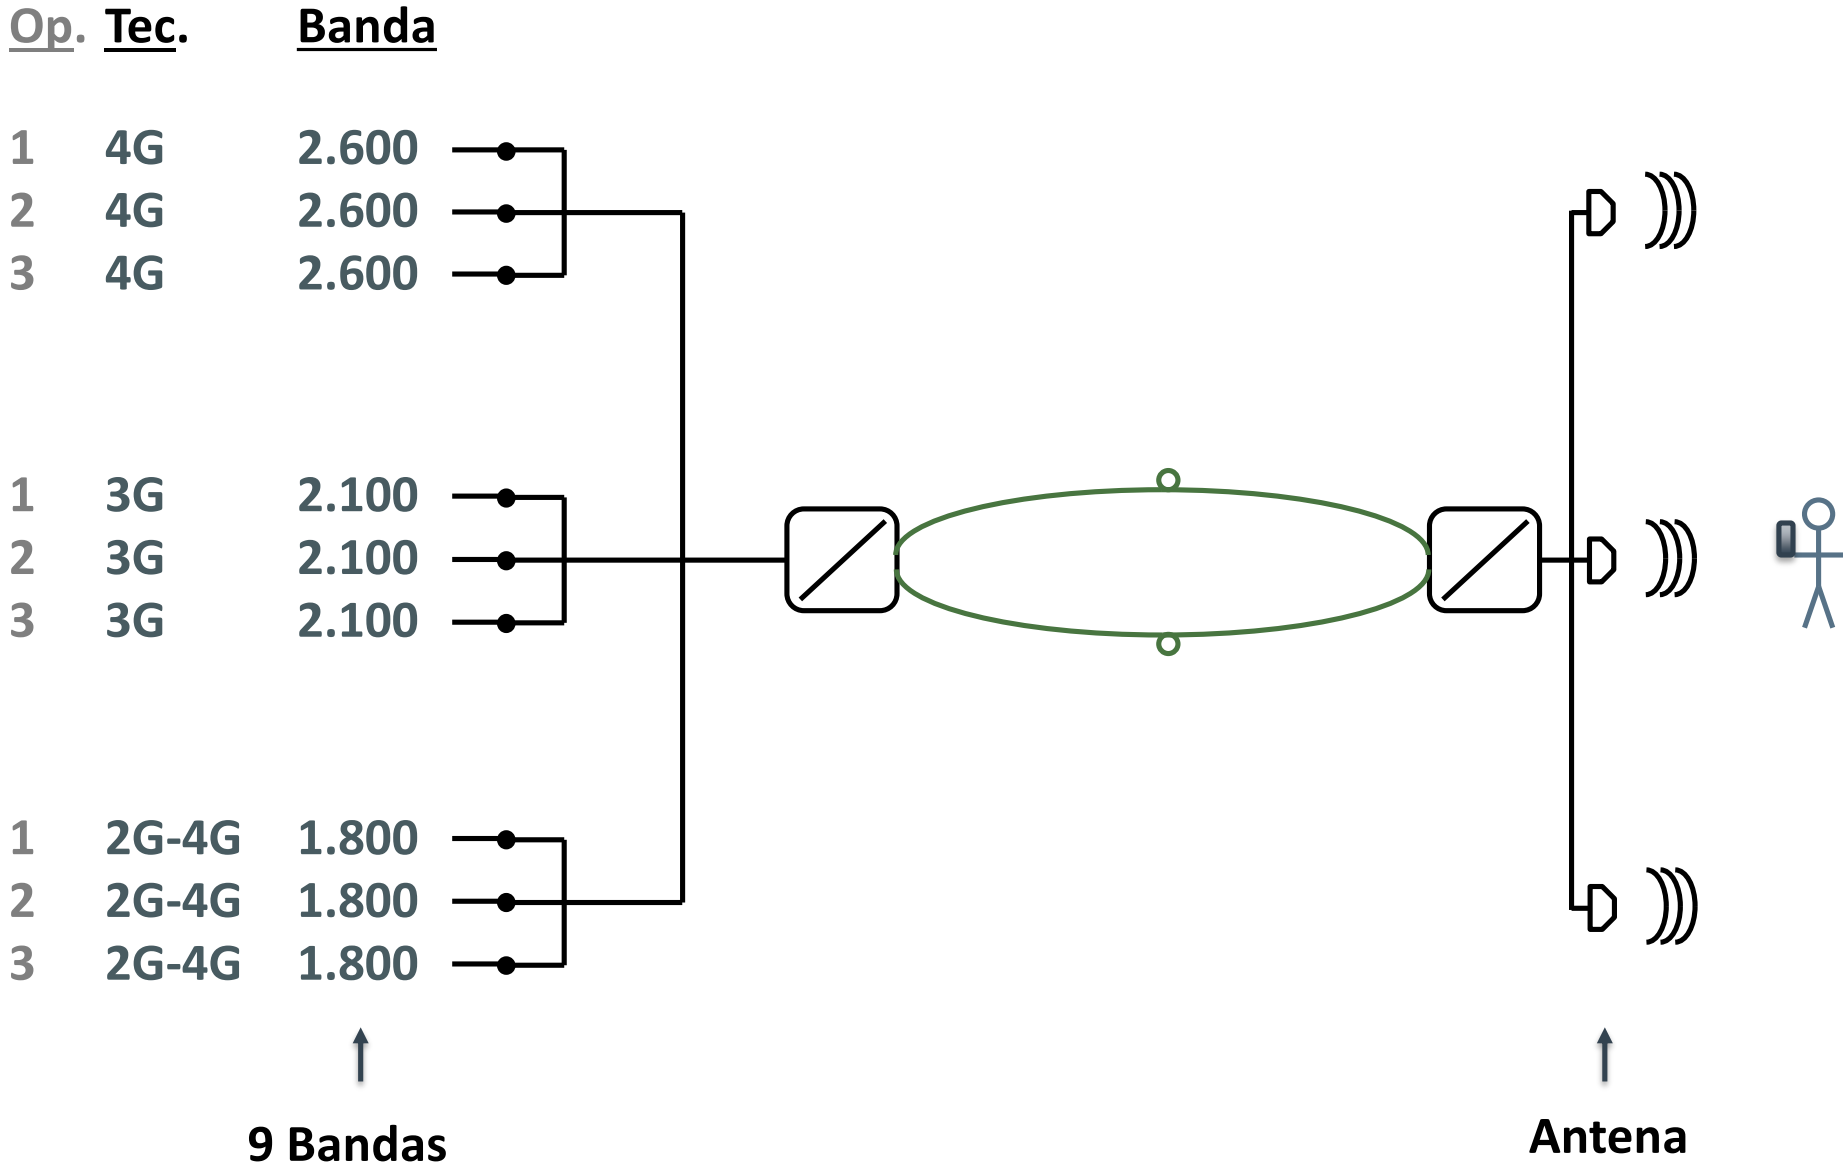 Op. Tec. Banda
1 4G 2.600
2 4G 2.600
3 4G 2.600
1 3G 2.100
2 3G 2.100
3 3G 2.100
1 2G-4G 1.800
2 2G-4G 1.800
3 2G-4G 1.800
9 Bandas
Antena